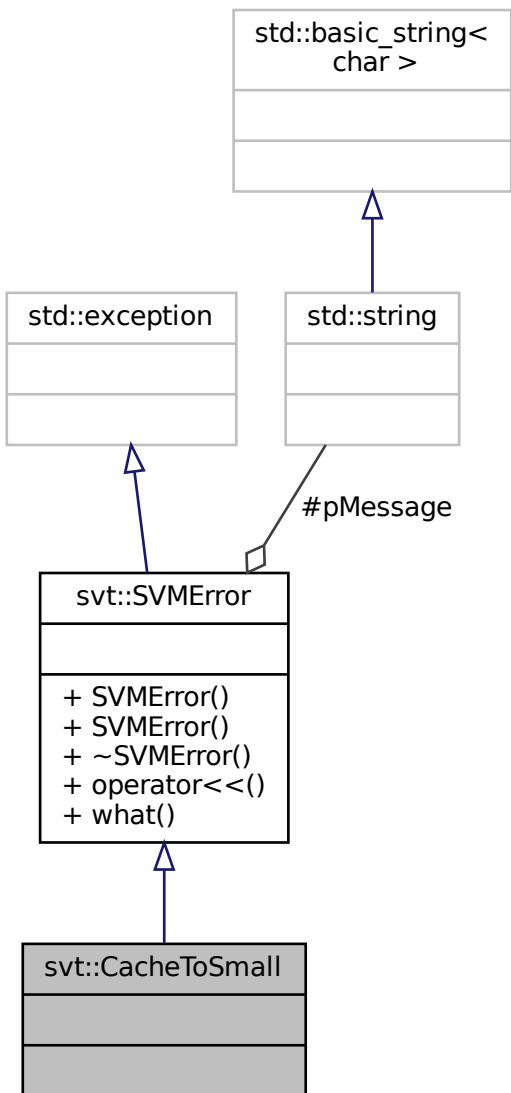 std::basic_string<
char >
std::exception
std::string
#pMessage
svt::SVMError
+ SVMError()
+ SVMError()
+ ~SVMError()
+ operator<<()
+ what()
svt::CacheToSmall